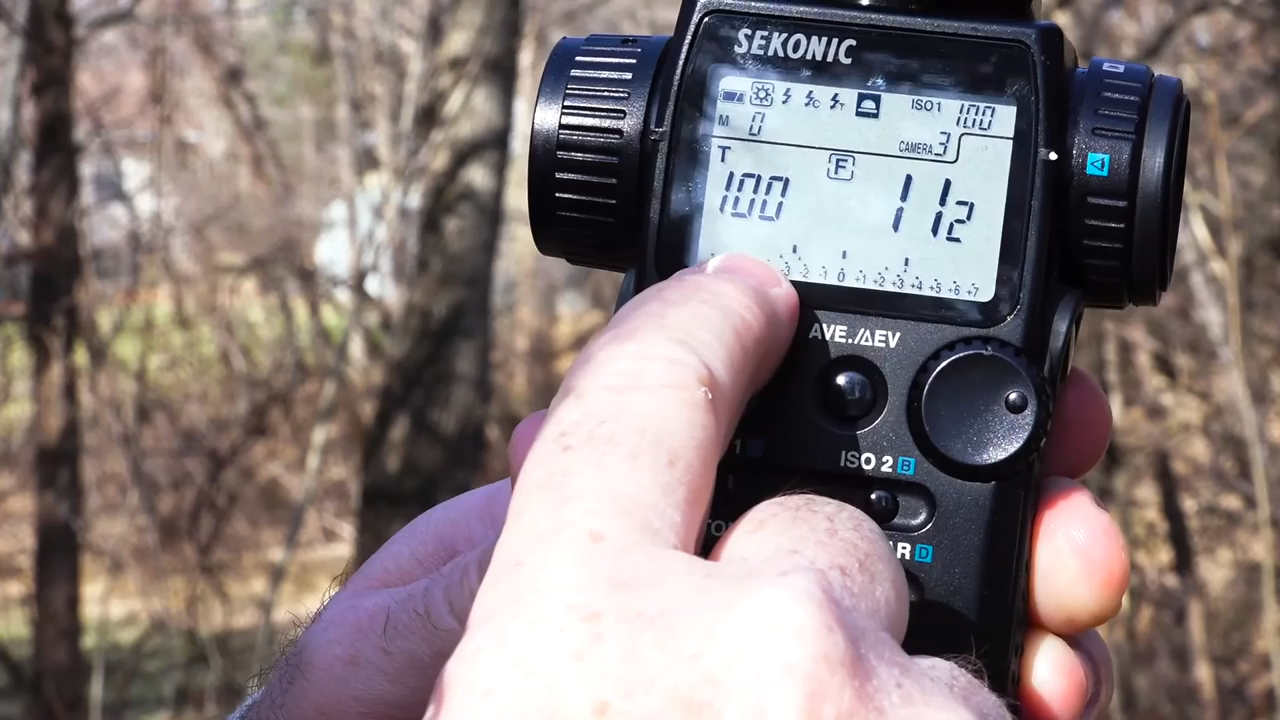 SEKONIC
C T ISO1 100
M 0 CAMERA 3
T F
100 11 2
-3 -2 -1 0 +1 +2 +3 +4 +5 +6 +7
AVE./ΔEV
1
ISO 2 B
R D